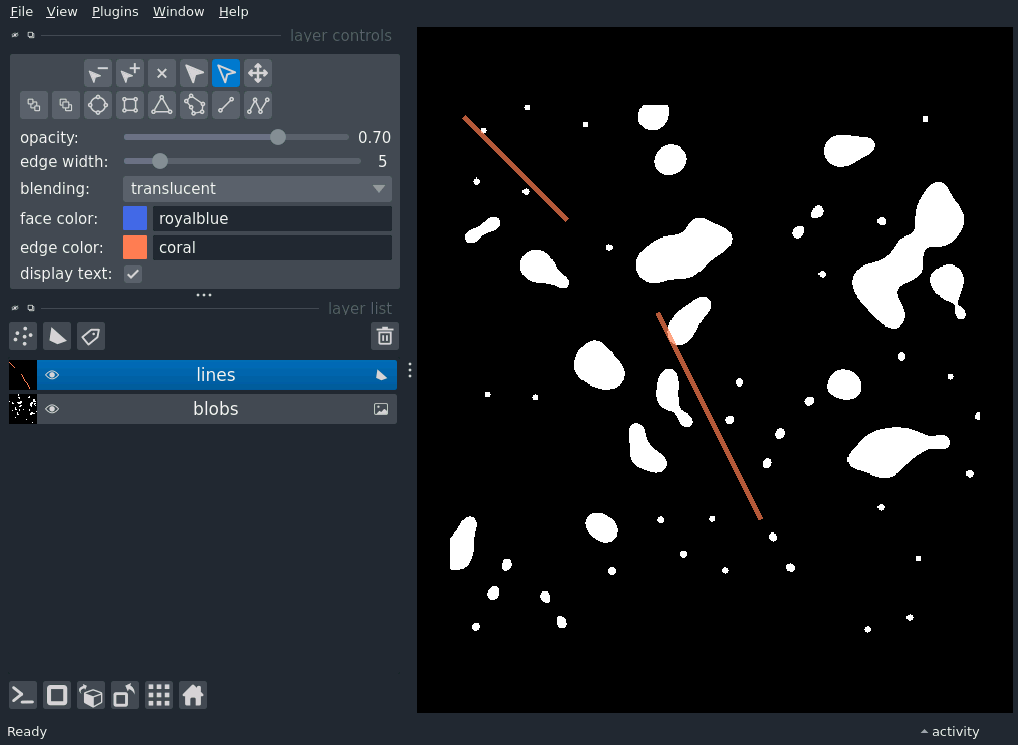 File View Plugins Window Help
layer controls
opacity: 0.70
edge width: 5
blending: translucent
face color: royalblue
edge color: coral
display text:
layer list
lines
blobs
Ready activity